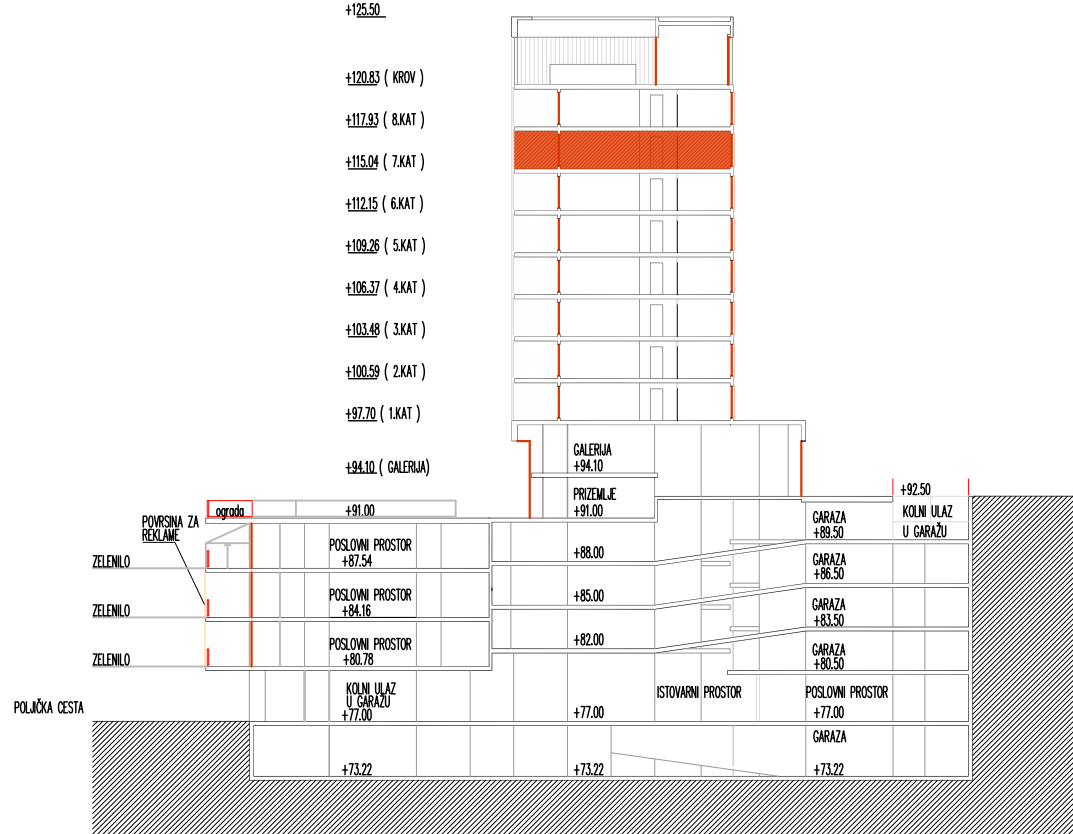 +125.50
+120.83 ( KROV )
+117.93 ( 8.KAT )
+115.04 ( 7.KAT )
+112.15 ( 6.KAT )
+109.26 ( 5.KAT )
+106.37 ( 4.KAT )
+103.48 ( 3.KAT )
+100.59 ( 2.KAT )
+97.70 ( 1.KAT )
+94.10 ( GALERIJA)
GALERIJA
+94.10
PRIZEMLJE
+91.00
+92.50
KOLNI ULAZ
U GARAŽU
ograda
+91.00
POVRSINA ZA
REKLAME
ZELENILO
ZELENILO
ZELENILO
POSLOVNI PROSTOR
+87.54
POSLOVNI PROSTOR
+84.16
POSLOVNI PROSTOR
+80.78
+88.00
+85.00
+82.00
GARAZA
+89.50
GARAZA
+86.50
GARAZA
+83.50
GARAZA
+80.50
POLJIČKA CESTA
KOLNI ULAZ
U GARAŽU
+77.00
+77.00
ISTOVARNI PROSTOR
POSLOVNI PROSTOR
+77.00
GARAZA
+73.22
+73.22
+73.22